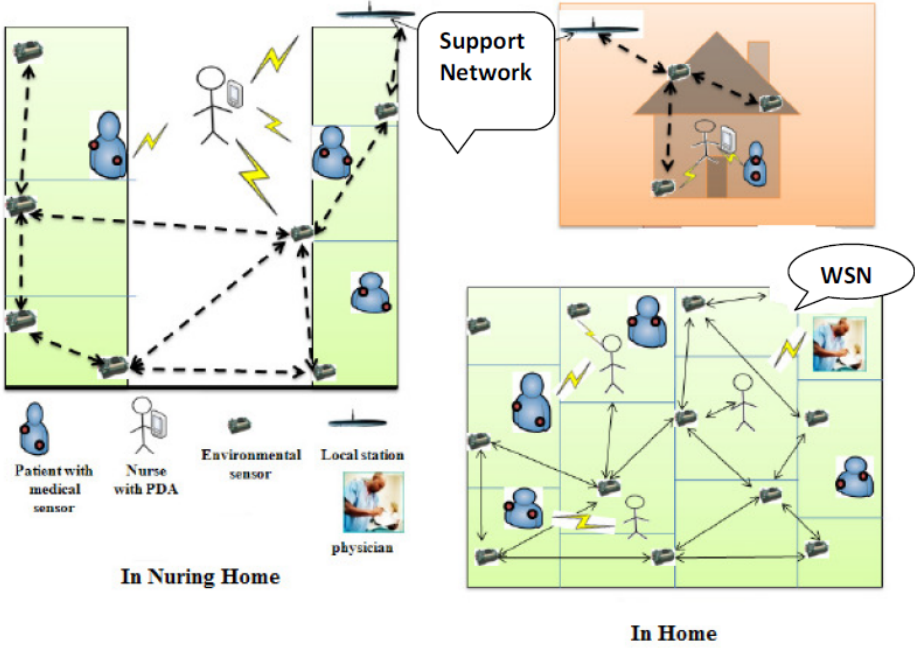 Support
Network
WSN
Patient with
medical
sensor
Nurse
with PDA
Environmental
sensor
Local station
physician
In Nuring Home
In Home